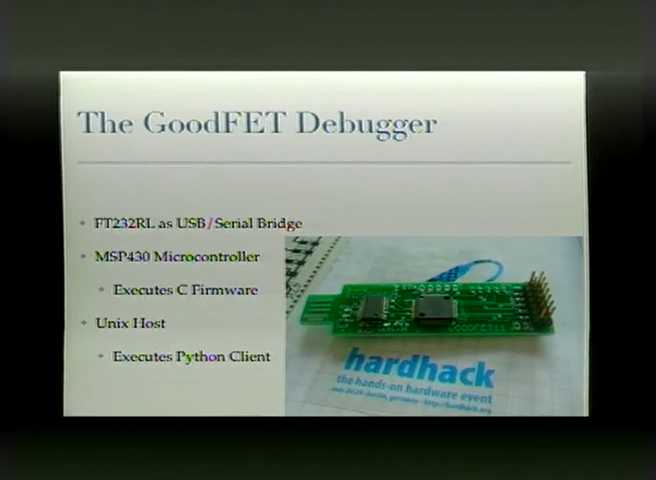 The GoodFET Debugger
FT232RL as USB/Serial Bridge
MSP430 Microcontroller
Executes C Firmware
Unix Host
Executes Python Client
hardhack
the hands-on hardware event